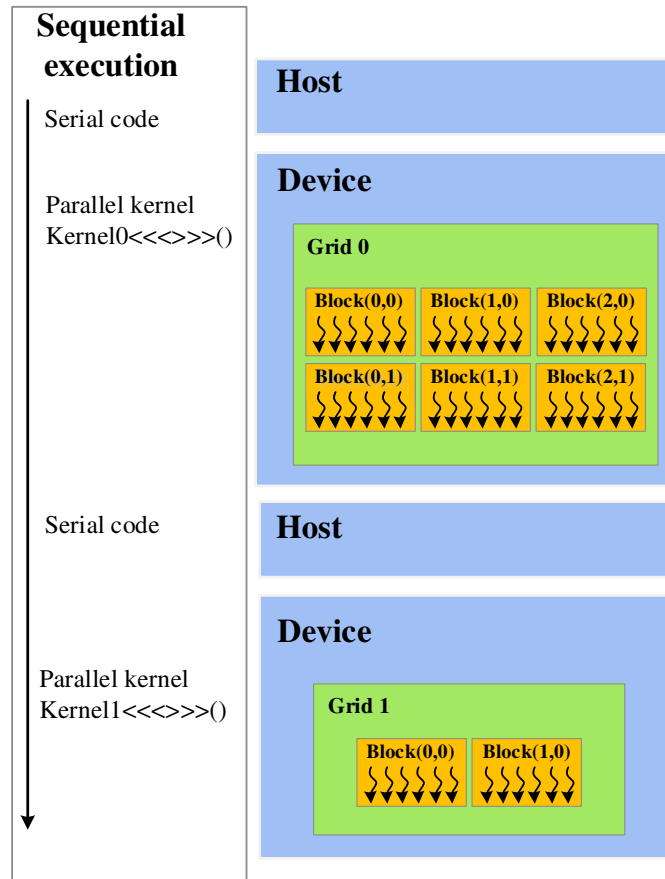 Sequential
execution
Serial code
Parallel kernel
Kernel0<<<>>>()
Serial code
Parallel kernel
Kernel1<<<>>>()
Host
Device
Grid 0
Block(0,0) Block(1,0) Block(2,0)
Block(0,1) Block(1,1) Block(2,1)
Host
Device
Grid 1
Block(0,0) Block(1,0)